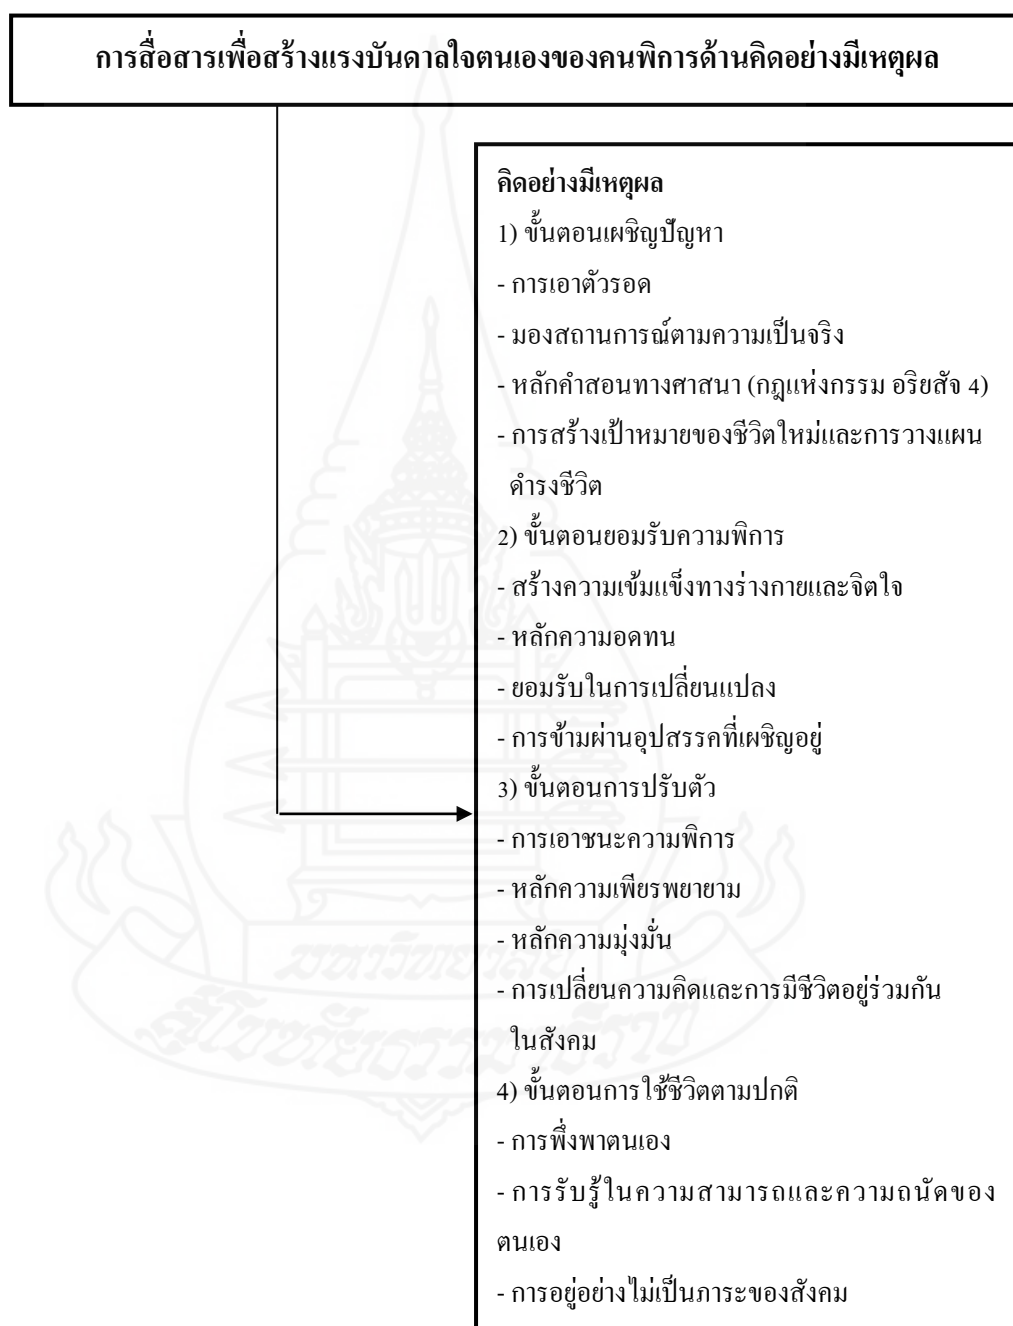 การสื่อสารเพื่อสร้างแรงบันดาลใจตนเองของคนพิการด้านคิดอย่างมีเหตุผล
คิดอย่างมีเหตุผล
1) ขั้นตอนเผชิญปัญหา
- การเอาตัวรอด
- มองสถานการณ์ตามความเป็นจริง
- หลักคำสอนทางศาสนา (กฎแห่งกรรม อริยสัจ 4)
- การสร้างเป้าหมายของชีวิตใหม่และการวางแผน
ดำรงชีวิต
2) ขั้นตอนยอมรับความพิการ
- สร้างความเข้มแข็งทางร่างกายและจิตใจ
- หลักความอดทน
- ยอมรับในการเปลี่ยนแปลง
- การข้ามผ่านอุปสรรคที่เผชิญอยู่
3) ขั้นตอนการปรับตัว
- การเอาชนะความพิการ
- หลักความเพียรพยายาม
- หลักความมุ่งมั่น
- การเปลี่ยนความคิดและการมีชีวิตอยู่ร่วมกัน
ในสังคม
4) ขั้นตอนการใช้ชีวิตตามปกติ
- การพึ่งพาตนเอง
- การรับรู้ในความสามารถและความถนัดของ
ตนเอง
- การอยู่อย่างไม่เป็นภาระของสังคม
มหาวิทยาลัย
สุโขทัยธรรมาธิราช